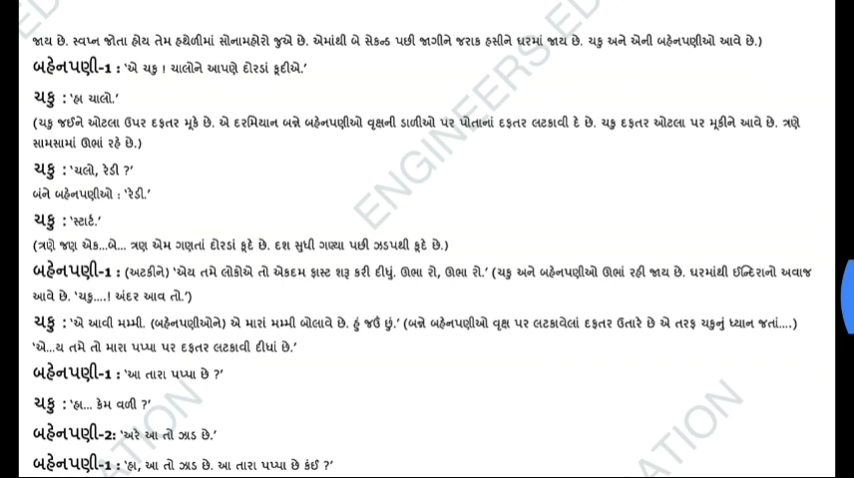 જાય છે. સ્વપ્ન જોતા હોય તેમ હથેળીમાં સોનામહોરો જુએ છે. એમાંથી બે સેકન્ડ પછી જાગીને જરાક હસીને ઘરમાં જાય છે. ચકુ અને એની બહેનપણીઓ આવે છે.)
બહેનપણી-1 : ‘એ ચકુ ! ચાલોને આપણે દોરડાં કૂદીએ.’
ચકુ : ‘હા ચાલો.’
(ચકુ જઈને ઓટલા ઉપર દફતર મૂકે છે. એ દરમિયાન બન્ને બહેનપણીઓ વૃક્ષની ડાળીઓ પર પોતાનાં દફતર લટકાવી દે છે. ચકુ દફતર ઓટલા પર મૂકીને આવે છે. ત્રણે
સામસામાં ઊભાં રહે છે.)
ચકુ : ‘ચલો, રેડી ?’
બંને બહેનપણીઓ : ‘રેડી.’
ચકુ : ‘સ્ટાર્ટ.’
(ત્રણે જણ એક...બે... ત્રણ એમ ગણતાં દોરડાં કૂદે છે. દશ સુધી ગણ્યા પછી ઝડપથી કૂદે છે.)
બહેનપણી-1 : (અટકીને) ‘એય તમે લોકોએ તો એકદમ ફાસ્ટ શરૂ કરી દીધું. ઊભા રો, ઊભા રો.’ (ચકુ અને બહેનપણીઓ ઊભાં રહી જાય છે. ઘરમાંથી ઈન્દિરાનો અવાજ
આવે છે. ‘ચકુ....! અંદર આવ તો.’)
ચકુ : ‘એ આવી મમ્મી. (બહેનપણીઓને) એ મારાં મમ્મી બોલાવે છે. હું જઉં છું.’ (બન્ને બહેનપણીઓ વૃક્ષ પર લટકાવેલાં દફતર ઉતારે છે એ તરફ ચકુનું ધ્યાન જતાં....)
‘એ...ય તમે તો મારા પપ્પા પર દફતર લટકાવી દીધાં છે.’
બહેનપણી-1 : ‘આ તારા પપ્પા છે ?’
ચકુ : ‘હા... કેમ વળી ?’
બહેનપણી-2: ‘અરે આ તો ઝાડ છે.’
બહેનપણી-1 : ‘હા, આ તો ઝાડ છે. આ તારા પપ્પા છે કંઈ ?’
ENGINEERS ED
ATION
ATION